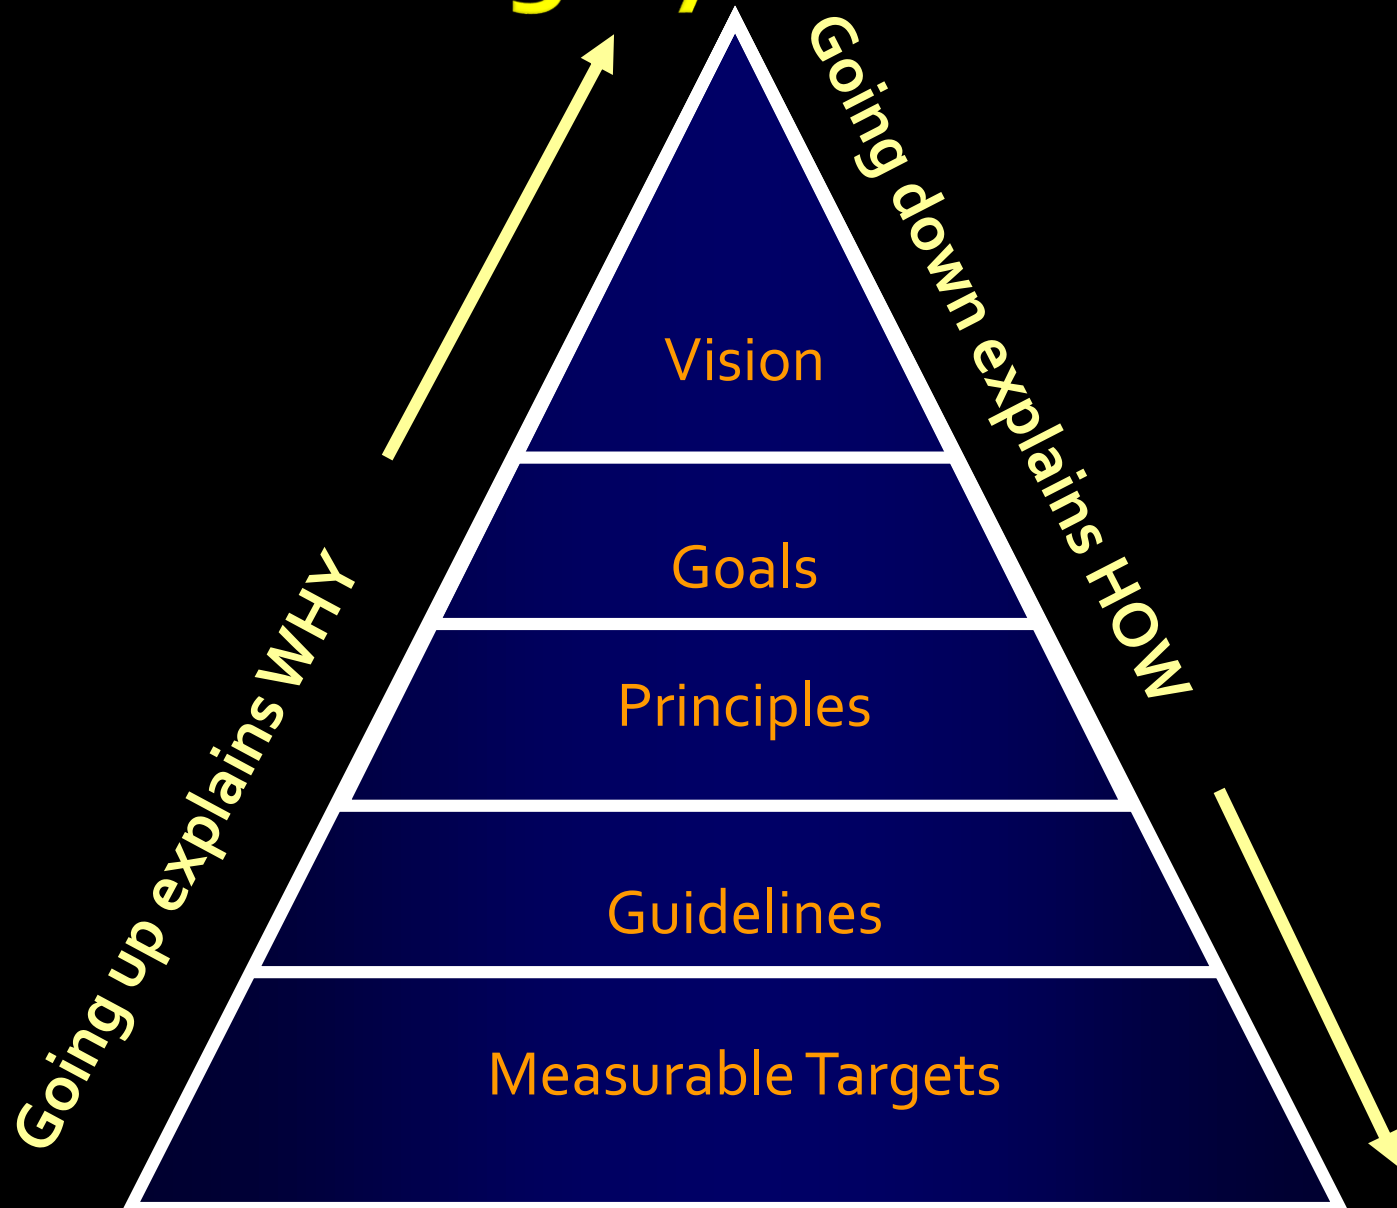 Going up explains WHY
Going down explains HOW
Vision
Goals
Principles
Guidelines
Measurable Targets